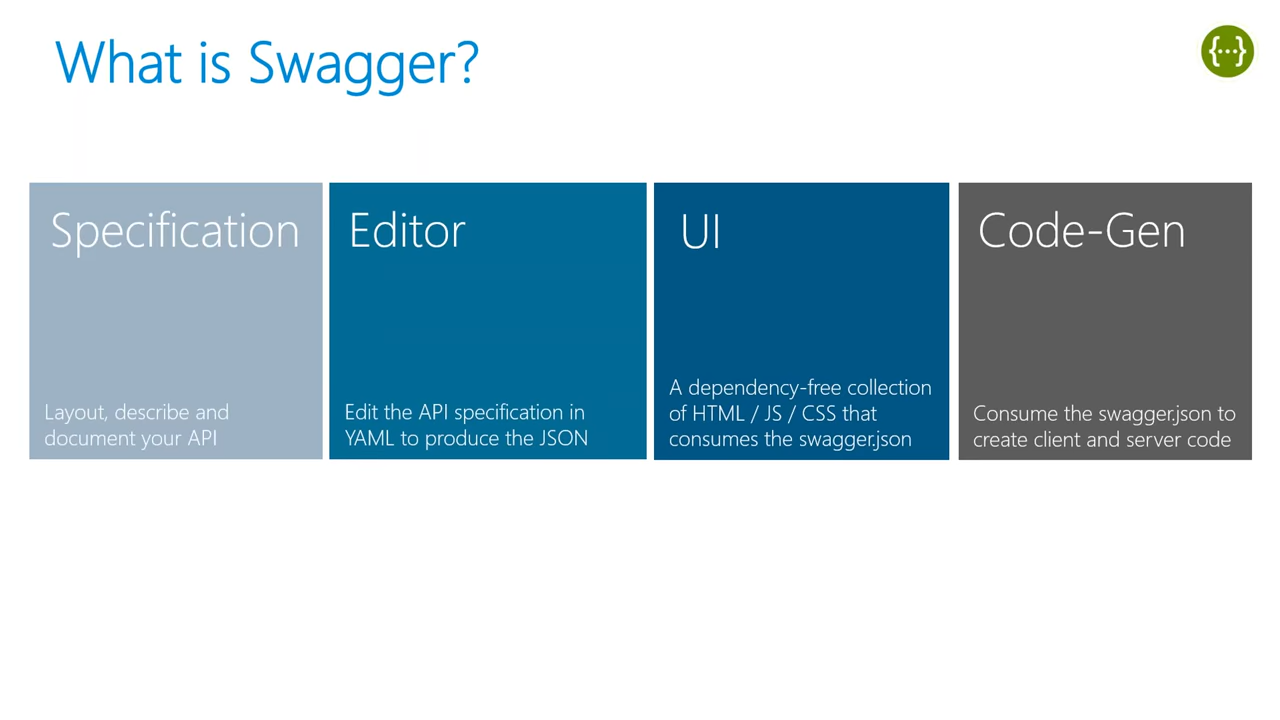 What is Swagger?
{···}
Specification
Layout, describe and
document your API
Editor
Edit the API specification in
YAML to produce the JSON
UI
A dependency-free collection
of HTML / JS / CSS that
consumes the swagger.json
Code-Gen
Consume the swagger.json to
create client and server code